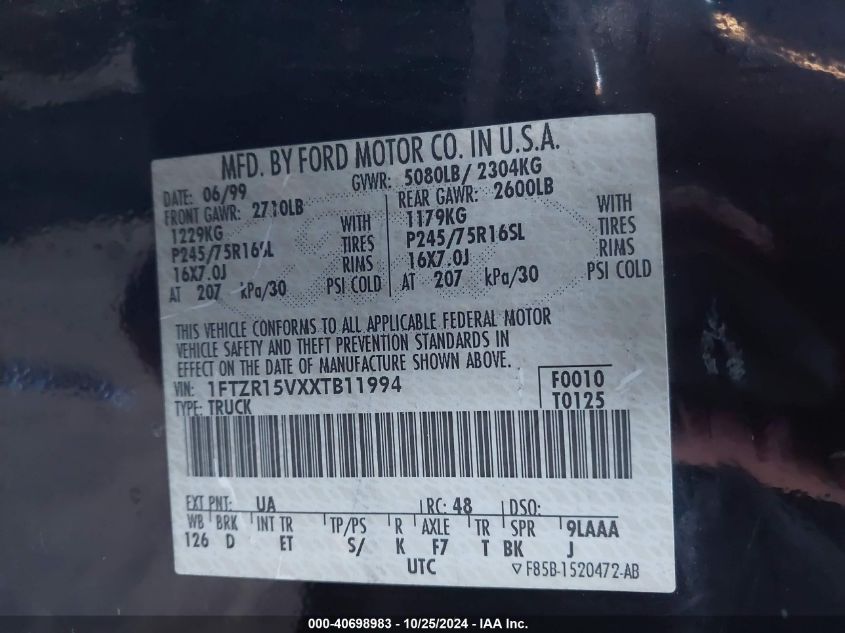 MFD. BY FORD MOTOR CO. IN U.S.A.
DATE: 06/99 GVWR: 5080LB/ 2304KG
FRONT GAWR: 2710LB REAR GAWR: 2600LB
1229KG WITH 1179KG WITH
P245/75R16SL TIRES P245/75R16SL TIRES
16X7.0J RIMS 16X7.0J RIMS
AT 207 kPa/30 PSI COLD AT 207 kPa/30 PSI COLD
THIS VEHICLE CONFORMS TO ALL APPLICABLE FEDERAL MOTOR
VEHICLE SAFETY AND THEFT PREVENTION STANDARDS IN
EFFECT ON THE DATE OF MANUFACTURE SHOWN ABOVE.
VIN: 1FTZR15VXXTB11994 F0010
TYPE: TRUCK T0125
EXT PNT: UA RC: 48 DSO:
WB BRK INT TR TP/PS R AXLE TR SPR 9LAAA
126 D ET S/ K F7 T BK J
UTC ▽ F85B-1520472-AB
000-40698983 - 10/25/2024 - IAA Inc.